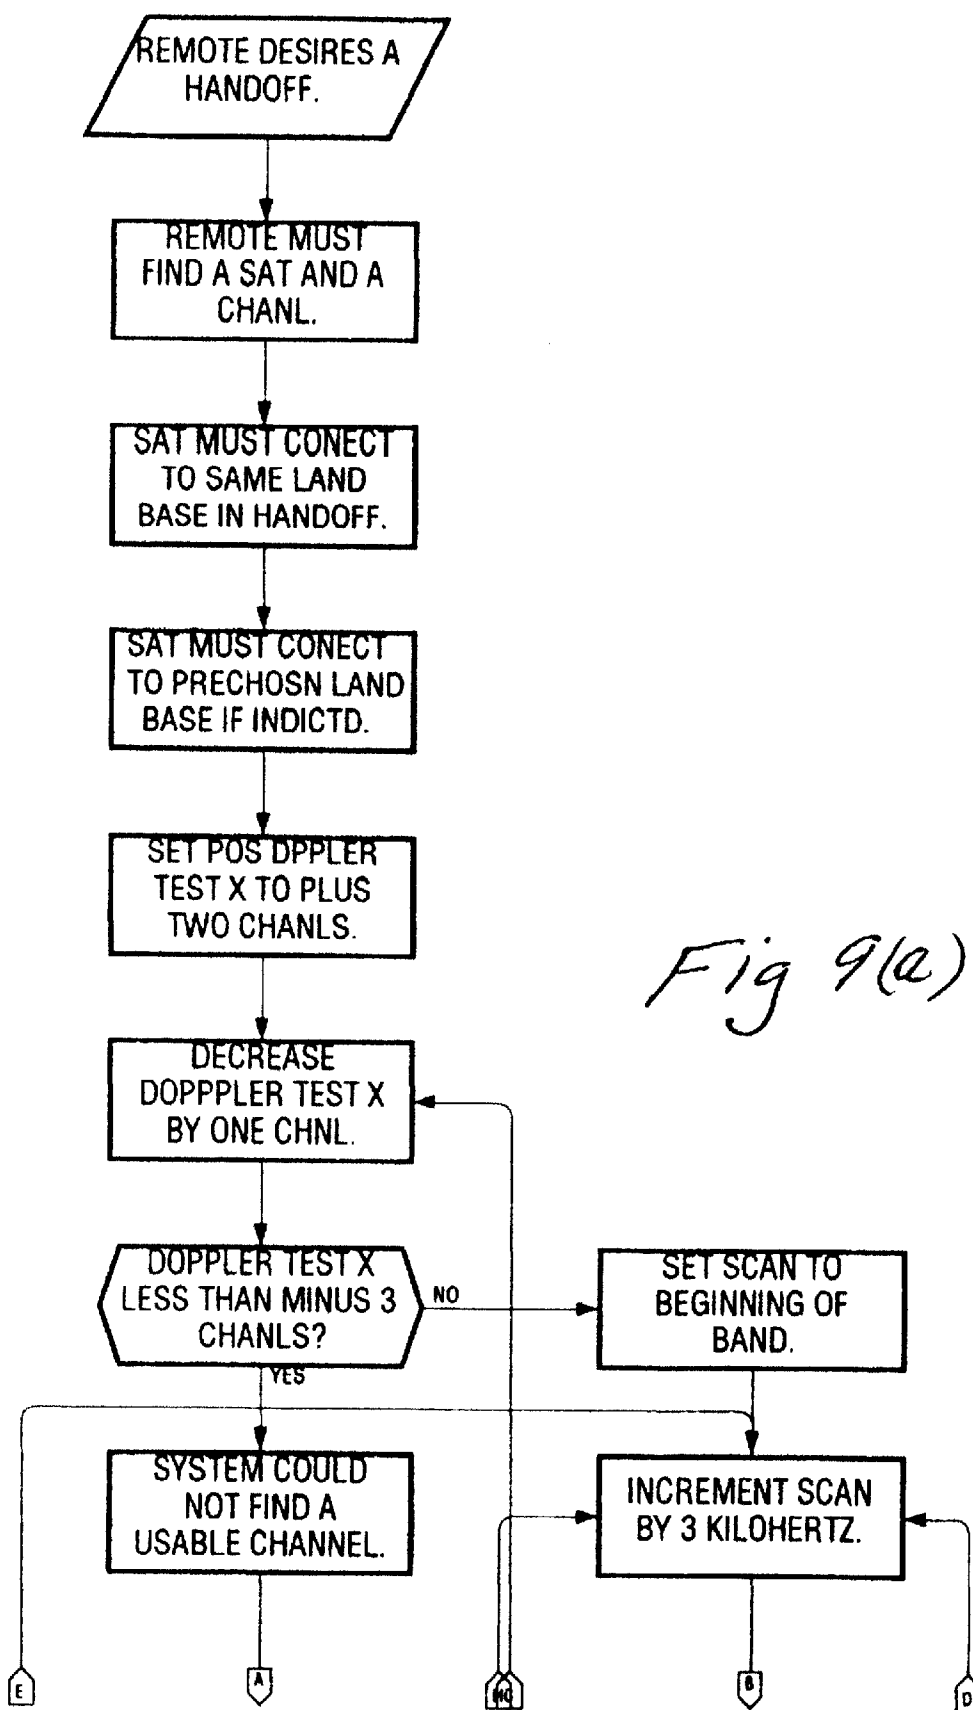 REMOTE DESIRES A
HANDOFF.
REMOTE MUST
FIND A SAT AND A
CHANL.
SAT MUST CONECT
TO SAME LAND
BASE IN HANDOFF.
SAT MUST CONECT
TO PRECHOSN LAND
BASE IF INDICTD.
SET POS DPPLER
TEST X TO PLUS
TWO CHANLS.
Fig 9(a)
DECREASE
DOPPPLER TEST X
BY ONE CHNL.
DOPPLER TEST X
LESS THAN MINUS 3
CHANLS?
NO
YES
SET SCAN TO
BEGINNING OF
BAND.
SYSTEM COULD
NOT FIND A
USABLE CHANNEL.
INCREMENT SCAN
BY 3 KILOHERTZ.
E
A
B
D